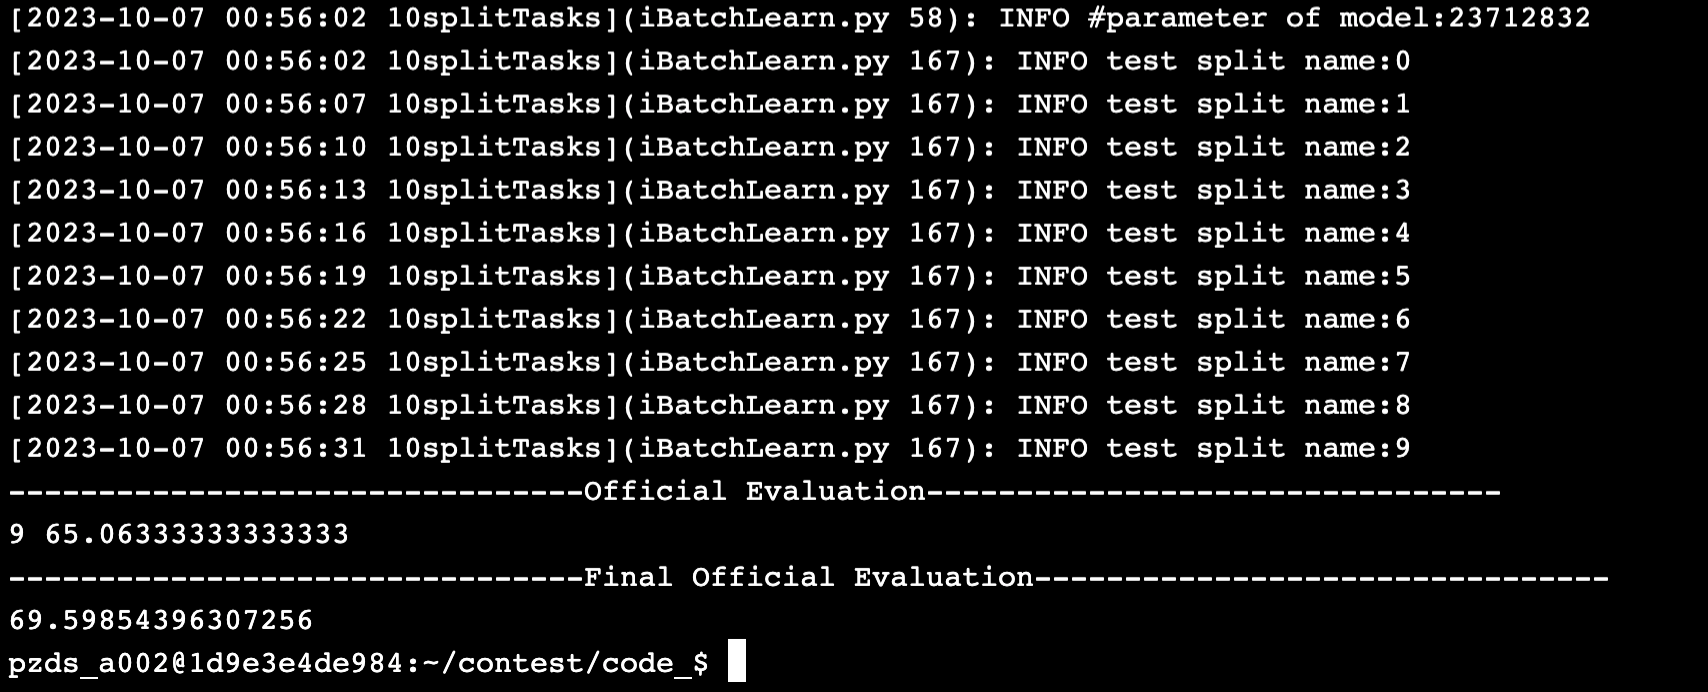 [2023-10-07 00:56:02 10splitTasks](iBatchLearn.py 58): INFO #parameter of model:23712832
[2023-10-07 00:56:02 10splitTasks](iBatchLearn.py 167): INFO test split name:0
[2023-10-07 00:56:07 10splitTasks](iBatchLearn.py 167): INFO test split name:1
[2023-10-07 00:56:10 10splitTasks](iBatchLearn.py 167): INFO test split name:2
[2023-10-07 00:56:13 10splitTasks](iBatchLearn.py 167): INFO test split name:3
[2023-10-07 00:56:16 10splitTasks](iBatchLearn.py 167): INFO test split name:4
[2023-10-07 00:56:19 10splitTasks](iBatchLearn.py 167): INFO test split name:5
[2023-10-07 00:56:22 10splitTasks](iBatchLearn.py 167): INFO test split name:6
[2023-10-07 00:56:25 10splitTasks](iBatchLearn.py 167): INFO test split name:7
[2023-10-07 00:56:28 10splitTasks](iBatchLearn.py 167): INFO test split name:8
[2023-10-07 00:56:31 10splitTasks](iBatchLearn.py 167): INFO test split name:9
--------------------------------Official Evaluation--------------------------------
9 65.06333333333333
--------------------------------Final Official Evaluation--------------------------------
69.59854396307256
pzds_a002@1d9e3e4de984:~/contest/code_$